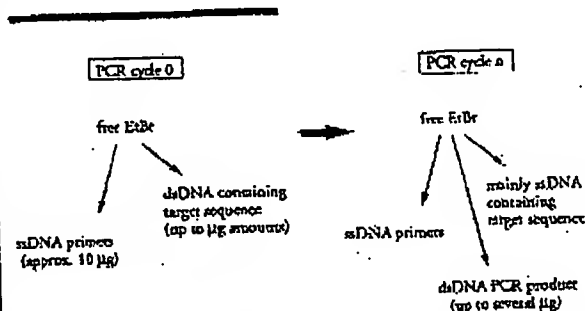 PCR cycle 0
free EtBr
dsDNA containing
target sequence
(up to µg amounts)
ssDNA primers
(approx. 10 µg)
PCR cycle n
free EtBr
mainly ssDNA
containing
target sequence
ssDNA primers
dsDNA PCR product
(up to several µg)